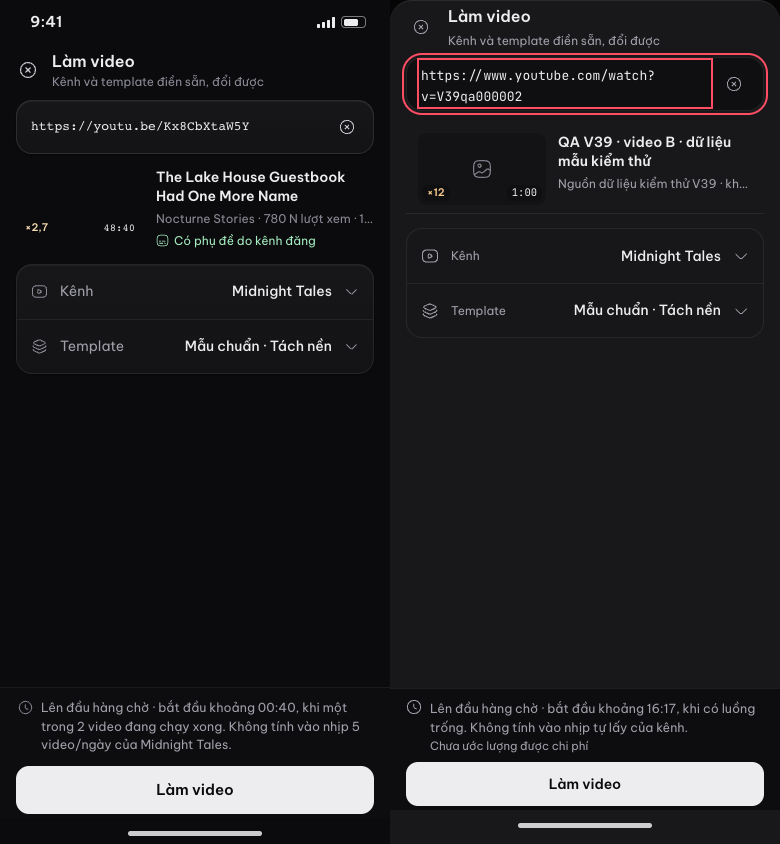 9:41
Làm video
Kênh và template điền sẵn, đổi được
https://youtu.be/Kx8CbXtaW5Y
The Lake House Guestbook
Had One More Name
×2,7
48:40
Nocturne Stories · 780 N lượt xem · 1...
Có phụ đề do kênh đăng
Kênh
Midnight Tales
Template
Mẫu chuẩn · Tách nền
Lên đầu hàng chờ · bắt đầu khoảng 00:40, khi một
trong 2 video đang chạy xong. Không tính vào nhịp 5
video/ngày của Midnight Tales.
Làm video
Làm video
Kênh và template điền sẵn, đổi được
https://www.youtube.com/watch?
v=V39qa000002
QA V39 · video B · dữ liệu
mẫu kiểm thử
×12
1:00
Nguồn dữ liệu kiểm thử V39 · kh...
Kênh
Midnight Tales
Template
Mẫu chuẩn · Tách nền
Lên đầu hàng chờ · bắt đầu khoảng 16:17, khi có luồng
trống. Không tính vào nhịp tự lấy của kênh.
Chưa ước lượng được chi phí
Làm video